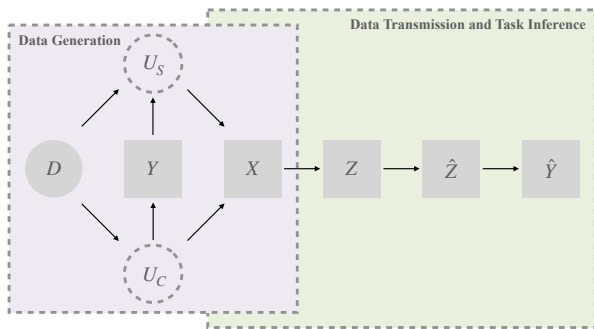 Data Transmission and Task Inference
Data Generation
U_S
D Y X Z Ẑ Ŷ
U_C